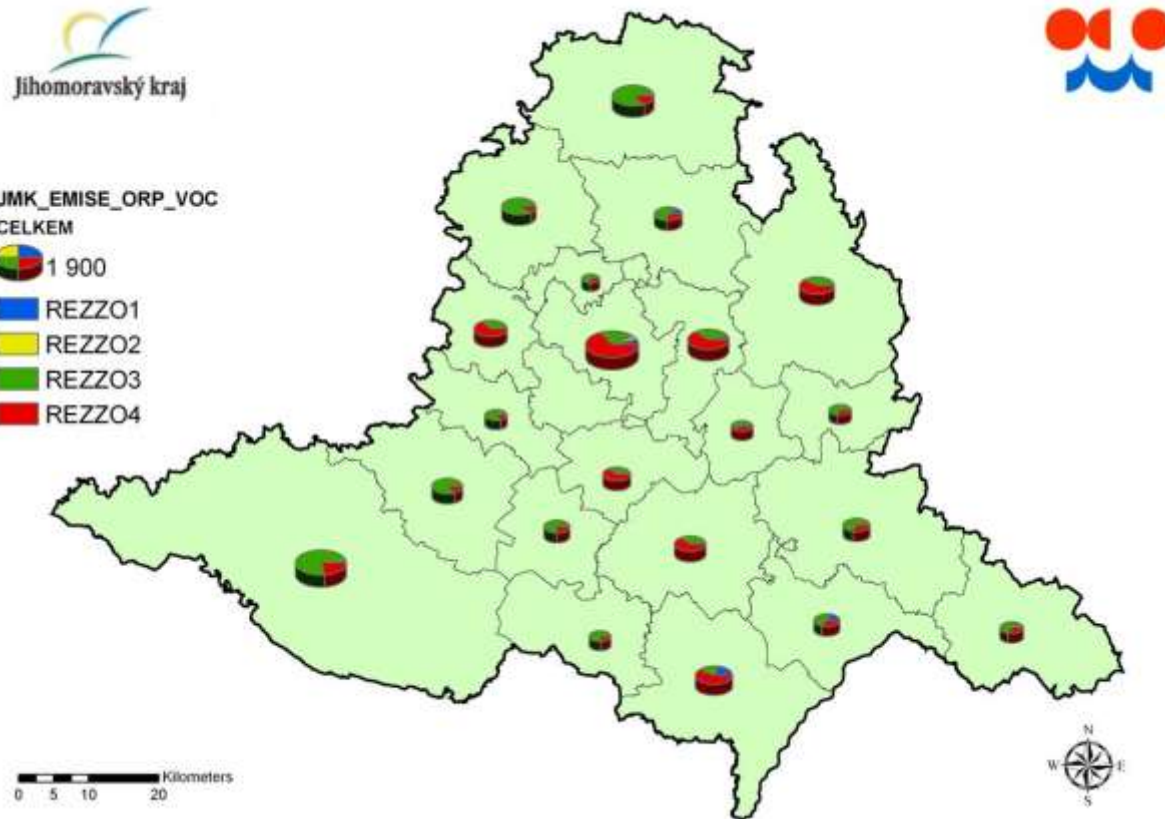 Jihomoravský kraj
JMK_EMISE_ORP_VOC
CELKEM
1 900
REZZO1
REZZO2
REZZO3
REZZO4
Kilometers
0 5 10 20
N
W E
S